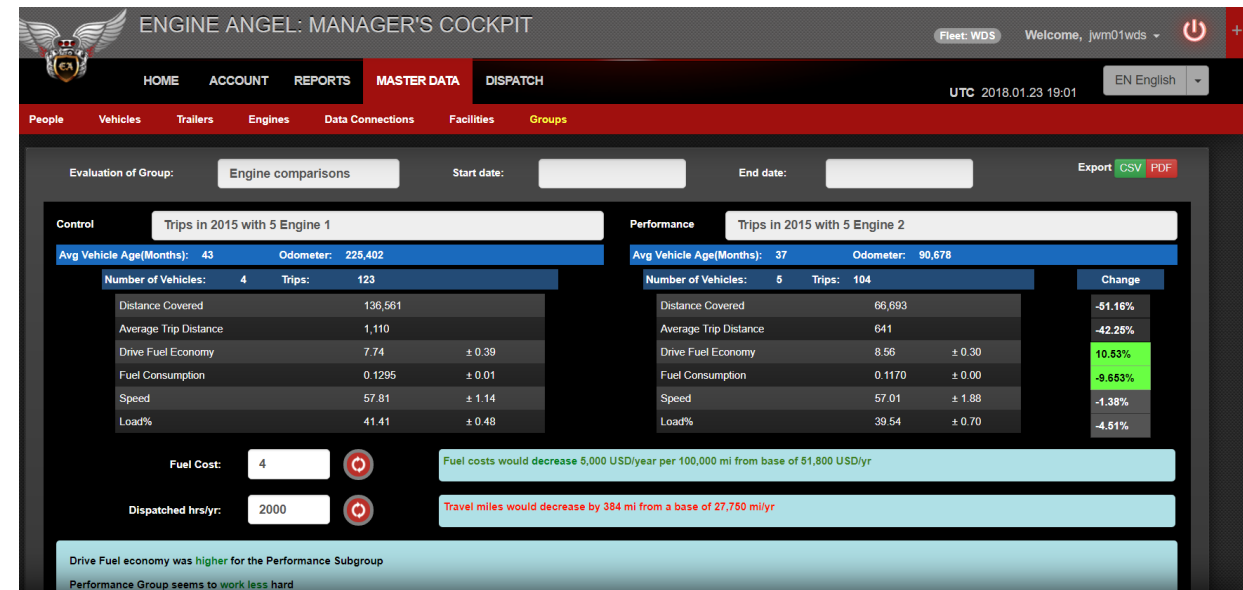 ENGINE ANGEL: MANAGER'S COCKPIT
Fleet: WDS Welcome, jwm01wds
+
EA
HOME ACCOUNT REPORTS MASTER DATA DISPATCH
UTC 2018.01.23 19:01
EN English
People Vehicles Trailers Engines Data Connections Facilities Groups
Evaluation of Group: Engine comparisons Start date: End date: Export CSV PDF
Control Trips in 2015 with 5 Engine 1 Performance Trips in 2015 with 5 Engine 2
Avg Vehicle Age(Months): 43 Odometer: 225,402 Avg Vehicle Age(Months): 37 Odometer: 90,678
Number of Vehicles: 4 Trips: 123 Number of Vehicles: 5 Trips: 104 Change
Distance Covered 136,561 Distance Covered 66,693 -51.16%
Average Trip Distance 1,110 Average Trip Distance 641 -42.25%
Drive Fuel Economy 7.74 ± 0.39 Drive Fuel Economy 8.56 ± 0.30 10.53%
Fuel Consumption 0.1295 ± 0.01 Fuel Consumption 0.1170 ± 0.00 -9.653%
Speed 57.81 ± 1.14 Speed 57.01 ± 1.88 -1.38%
Load% 41.41 ± 0.48 Load% 39.54 ± 0.70 -4.51%
Fuel Cost: 4 Fuel costs would decrease 5,000 USD/year per 100,000 mi from base of 51,800 USD/yr
Dispatched hrs/yr: 2000 Travel miles would decrease by 384 mi from a base of 27,750 mi/yr
Drive Fuel economy was higher for the Performance Subgroup
Performance Group seems to work less hard